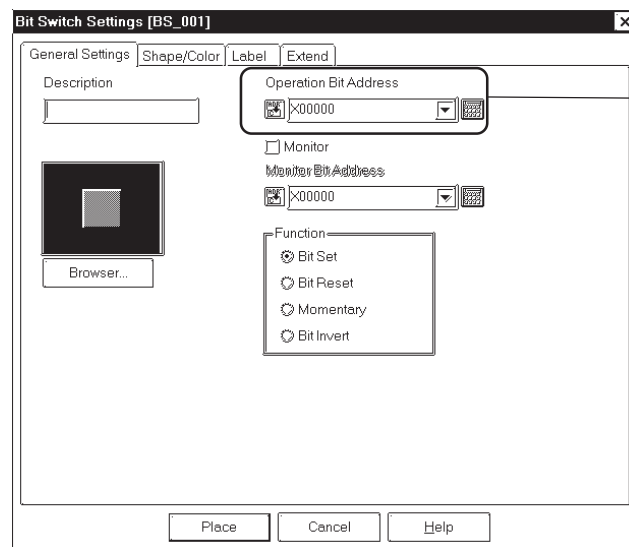 Bit Switch Settings [BS_001]
General Settings Shape/Color Label Extend
Description
Operation Bit Address
X00000
Monitor
Monitor Bit Address
X00000
Function
Bit Set
Bit Reset
Momentary
Bit Invert
Browser...
Place Cancel Help